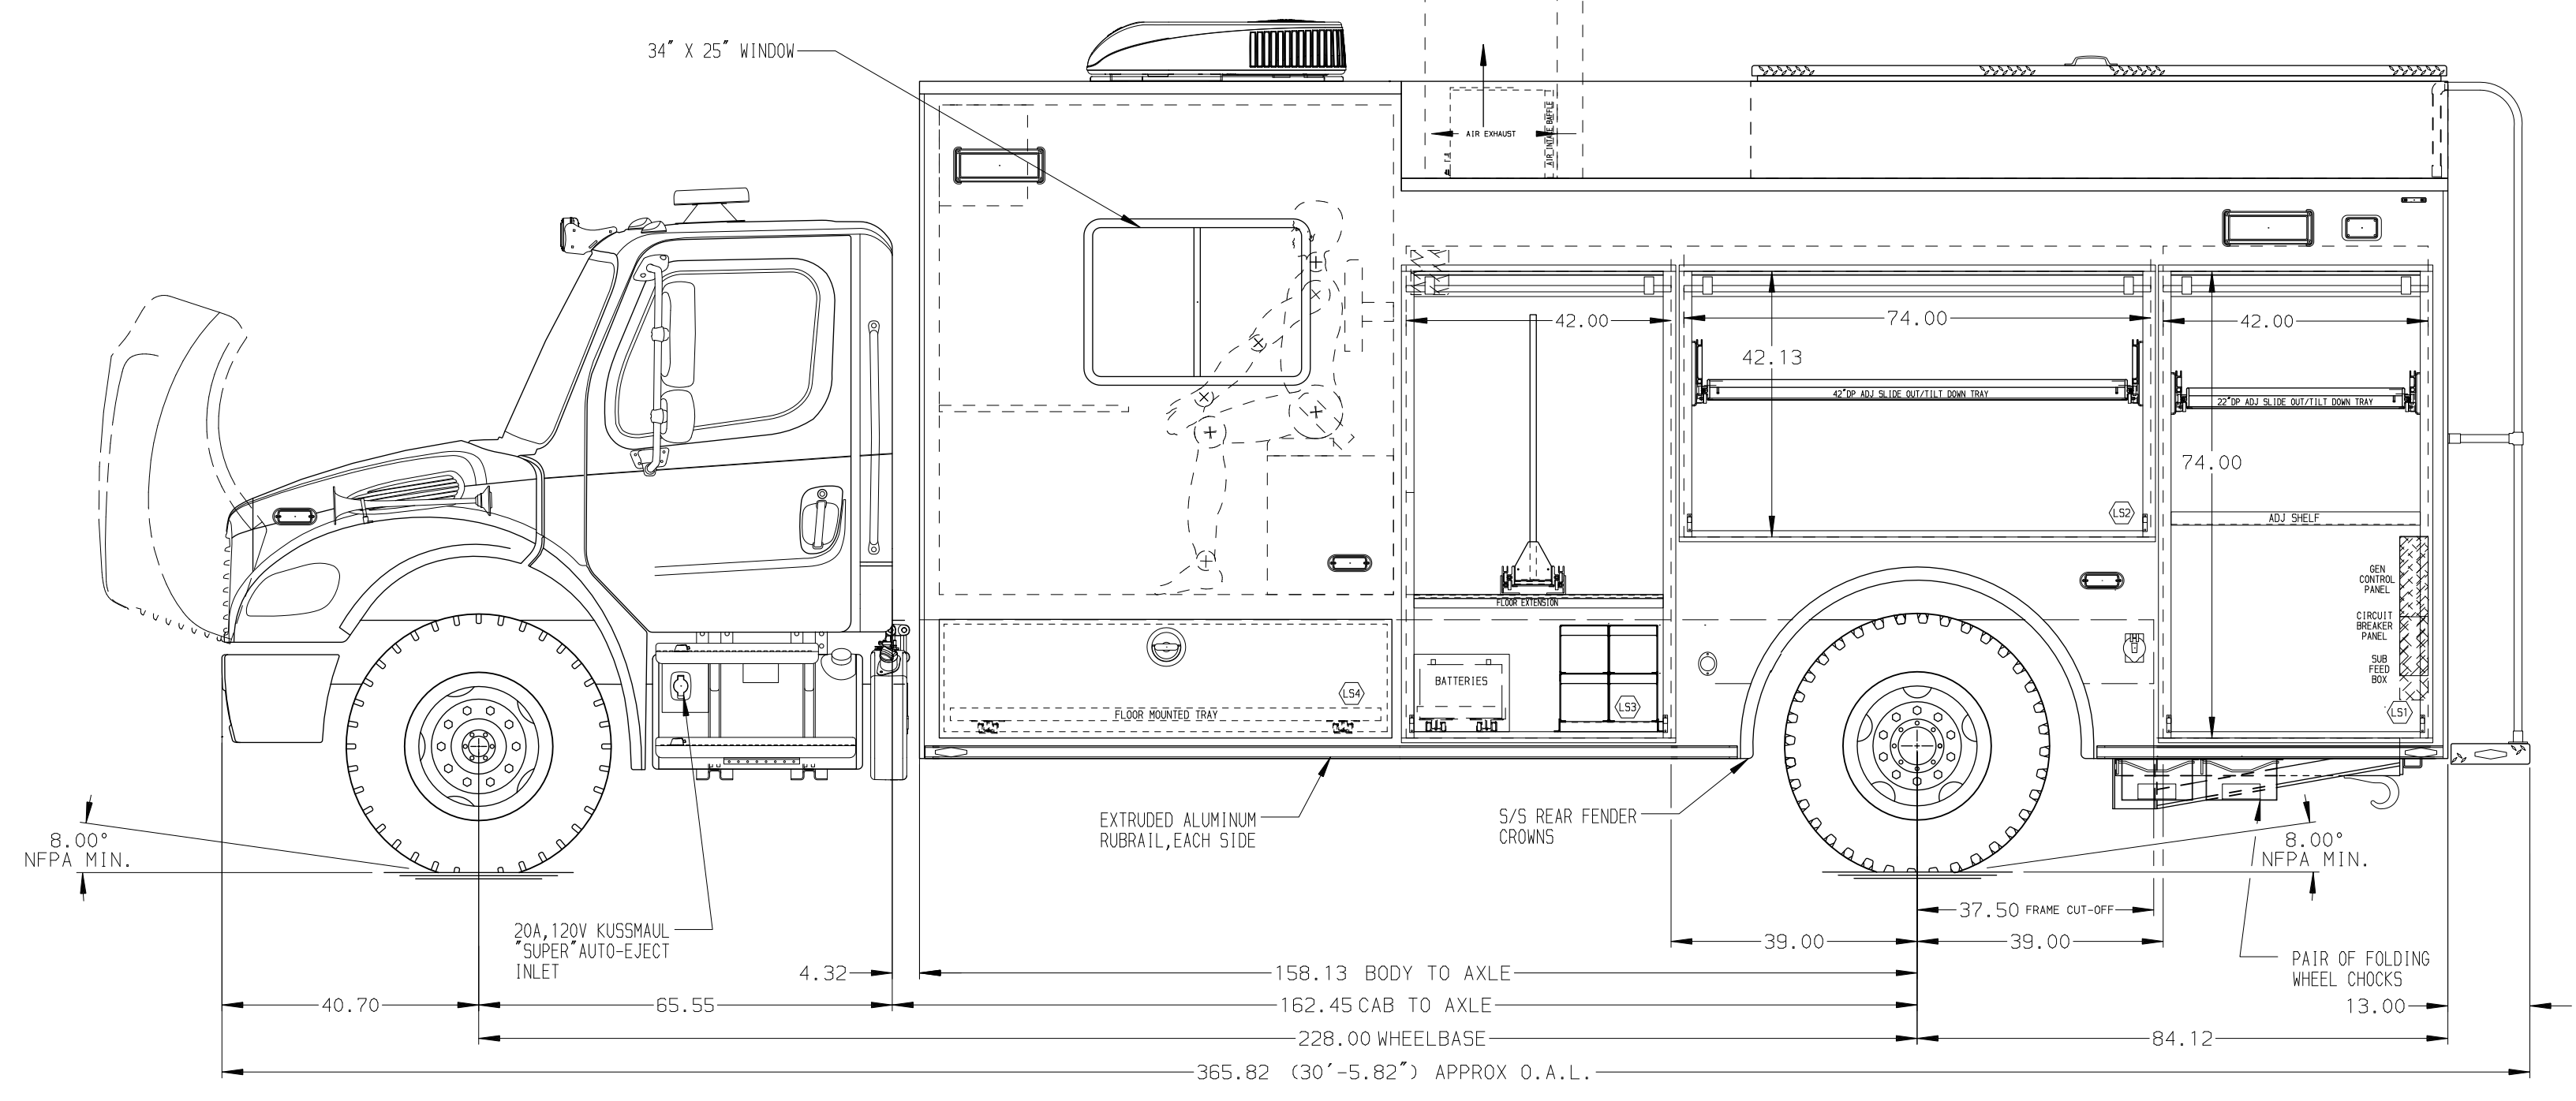 34" X 25" WINDOW
AIR EXHAUST
AIR INTAKE BAFFLE
42.00
74.00
42.00
42.13
42"DP ADJ SLIDE OUT/TILT DOWN TRAY
22"DP ADJ SLIDE OUT/TILT DOWN TRAY
74.00
LS2
ADJ SHELF
GEN
CONTROL
PANEL
CIRCUIT
BREAKER
PANEL
SUB
FEED
BOX
LS1
FLOOR EXTENSION
BATTERIES
LS3
LS4
FLOOR MOUNTED TRAY
EXTRUDED ALUMINUM
RUBRAIL,EACH SIDE
S/S REAR FENDER
CROWNS
8.00°
NFPA MIN.
8.00°
NFPA MIN.
20A,120V KUSSMAUL
"SUPER"AUTO-EJECT
INLET
37.50 FRAME CUT-OFF
39.00
39.00
PAIR OF FOLDING
WHEEL CHOCKS
4.32
158.13 BODY TO AXLE
40.70
65.55
162.45 CAB TO AXLE
13.00
228.00 WHEELBASE
84.12
365.82 (30'-5.82") APPROX O.A.L.